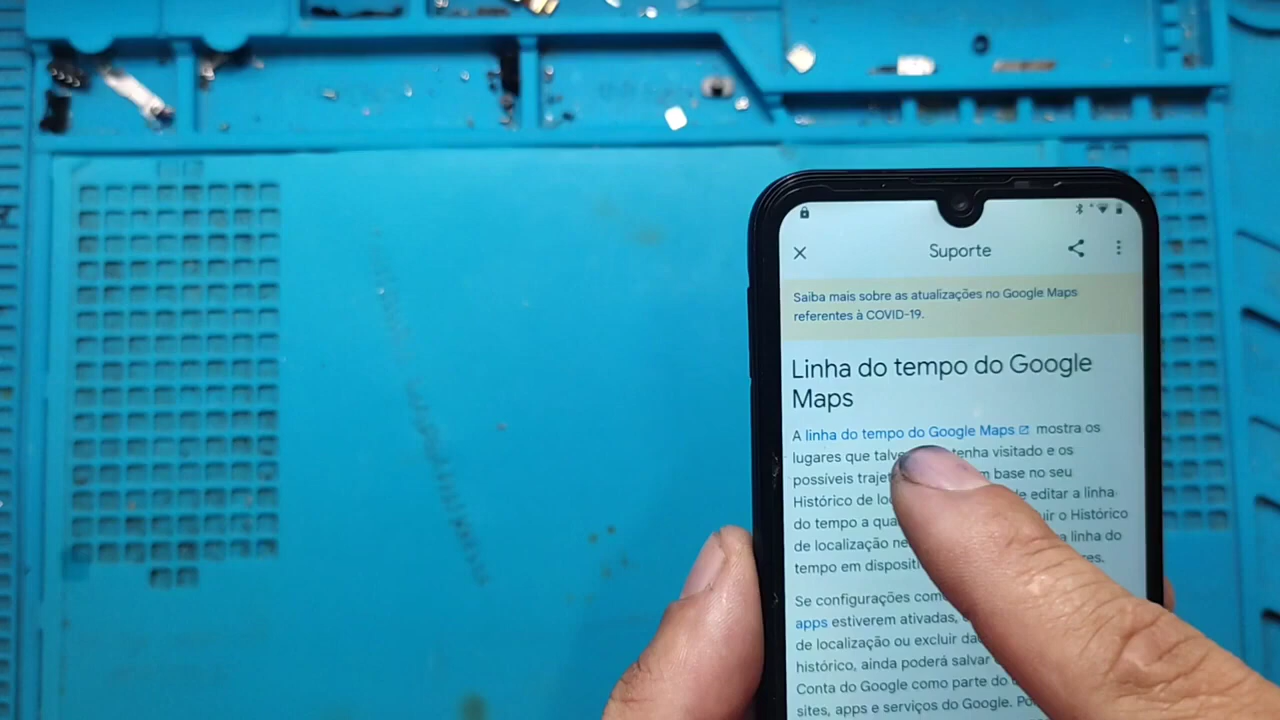 Suporte
Saiba mais sobre as atualizações no Google Maps
referentes à COVID-19.
Linha do tempo do Google
Maps
A linha do tempo do Google Maps mostra os
lugares que tenha visitado e os
possíveis base no seu
Histórico de editar a linha
do tempo a o Histórico
de localização linha do
tempo em
Se configurações
apps estiverem ativadas,
de localização ou excluir
histórico, ainda poderá salvar
Conta do Google como parte do
sites, apps e serviços do Google.